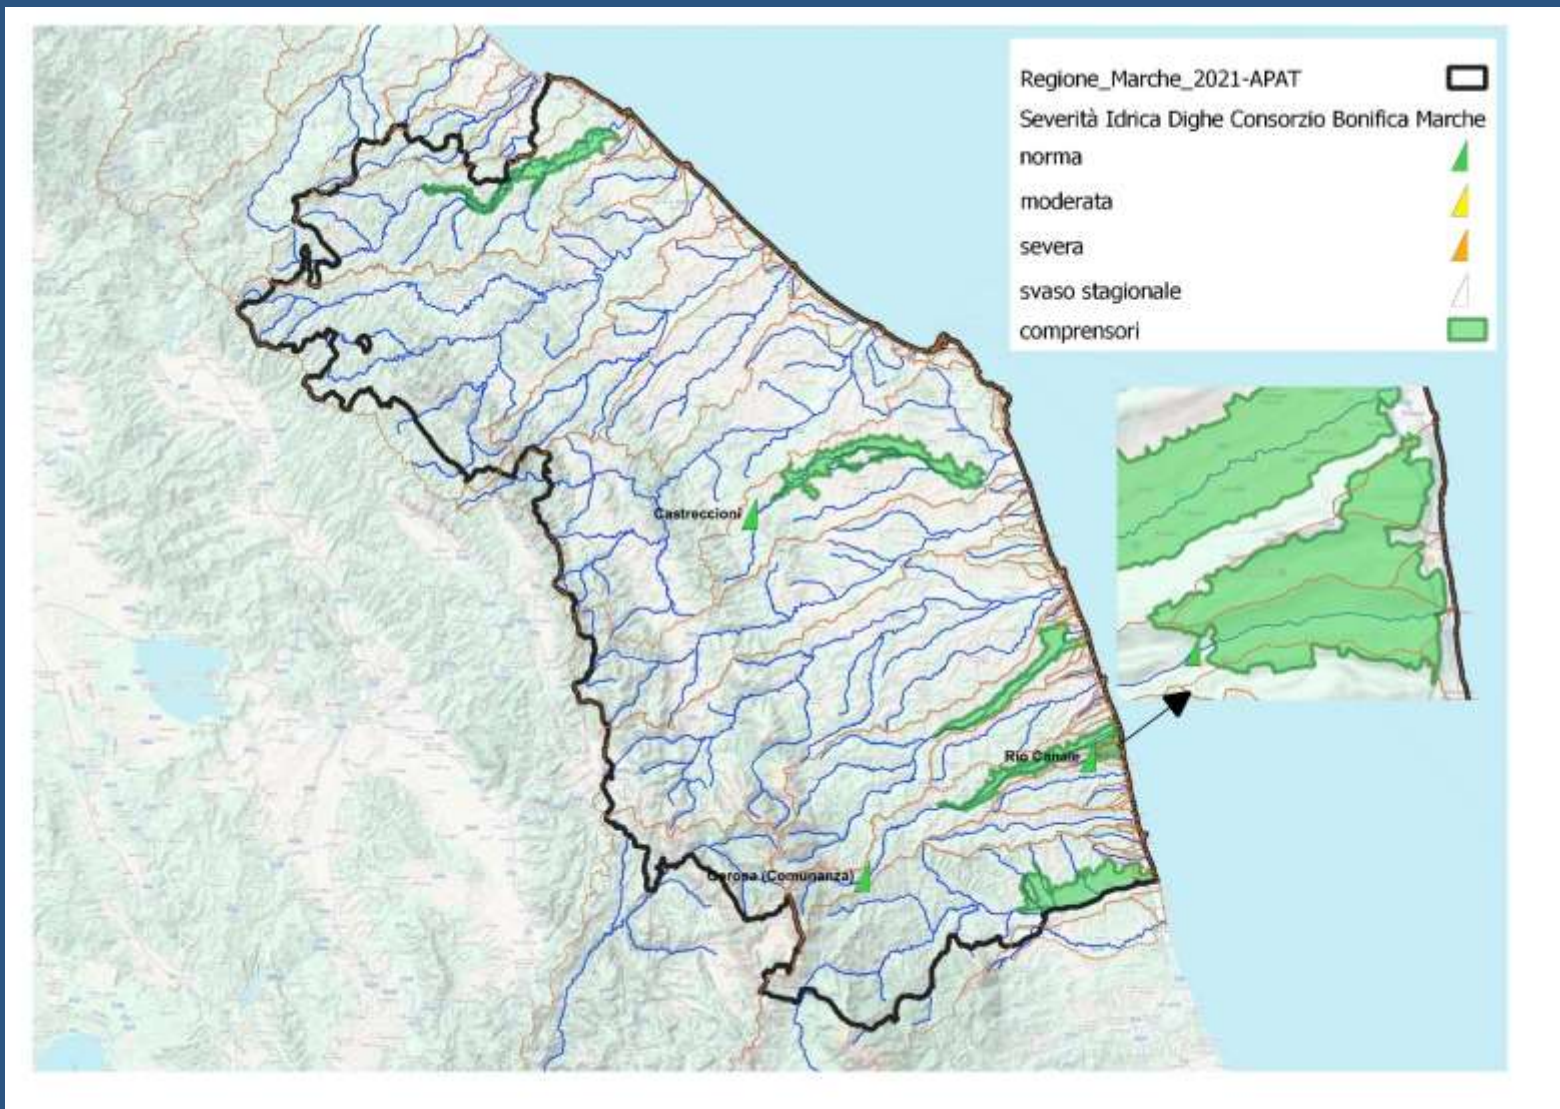 Regione_Marche_2021-APAT
Severità Idrica Dighe Consorzio Bonifica Marche
norma
moderata
severa
svaso stagionale
comprensori
Castreccioni
Rio Canale
(Comunanza)